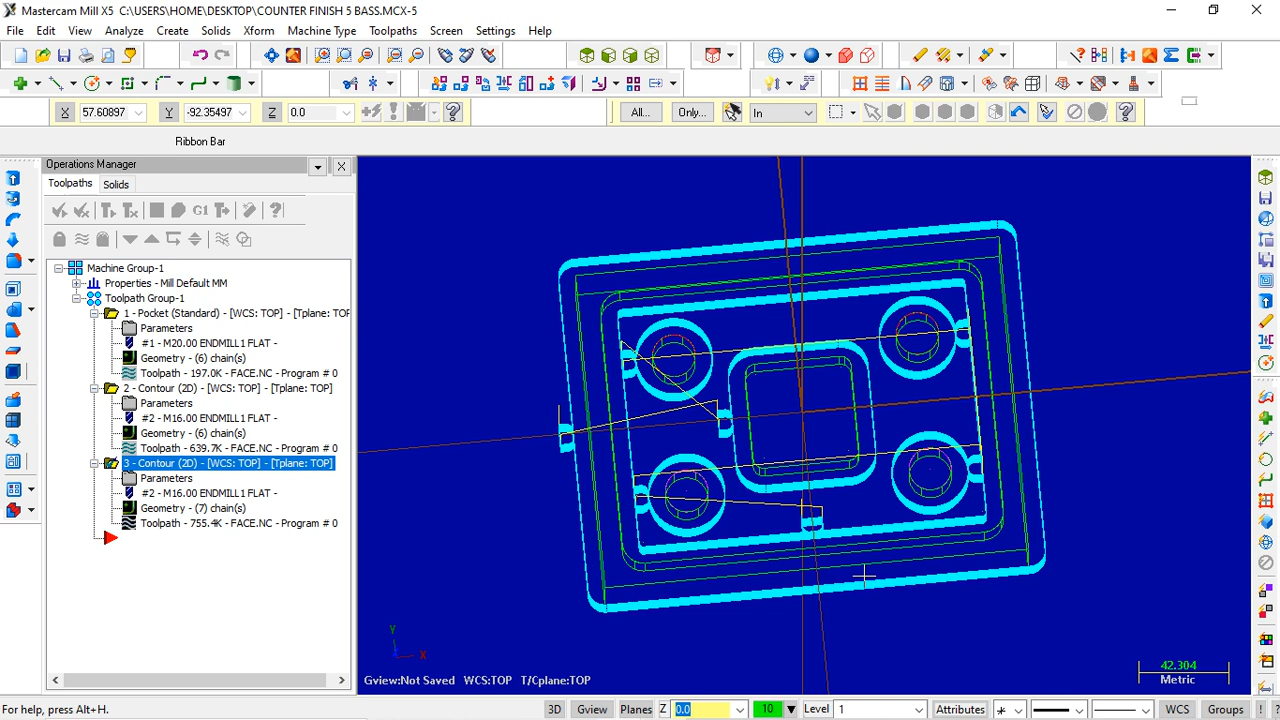 Mastercam Mill X5 C:\USERS\HOME\DESKTOP\COUNTER FINISH 5 BASS.MCX-5
File Edit View Analyze Create Solids Xform Machine Type Toolpaths Screen Settings Help
X 57.60897 Y -92.35497 Z 0.0 All... Only... In
Ribbon Bar
Operations Manager
Toolpaths Solids
G1
Machine Group-1
Properties - Mill Default MM
Toolpath Group-1
1 - Pocket (Standard) - [WCS: TOP] - [Tplane: TOP
Parameters
#1 - M20.00 ENDMILL1 FLAT -
Geometry - (6) chain(s)
Toolpath - 197.0K - FACE.NC - Program # 0
2 - Contour (2D) - [WCS: TOP] - [Tplane: TOP]
Parameters
#2 - M16.00 ENDMILL1 FLAT -
Geometry - (6) chain(s)
Toolpath - 639.7K - FACE.NC - Program # 0
3 - Contour (2D) - [WCS: TOP] - [Tplane: TOP]
Parameters
#2 - M16.00 ENDMILL1 FLAT -
Geometry - (7) chain(s)
Toolpath - 755.4K - FACE.NC - Program # 0
Y
X
42.304
Metric
Gview:Not Saved WCS:TOP T/Cplane:TOP
For help, press Alt+H.
3D Gview Planes Z 0.0 10 Level 1 Attributes WCS Groups ! ?